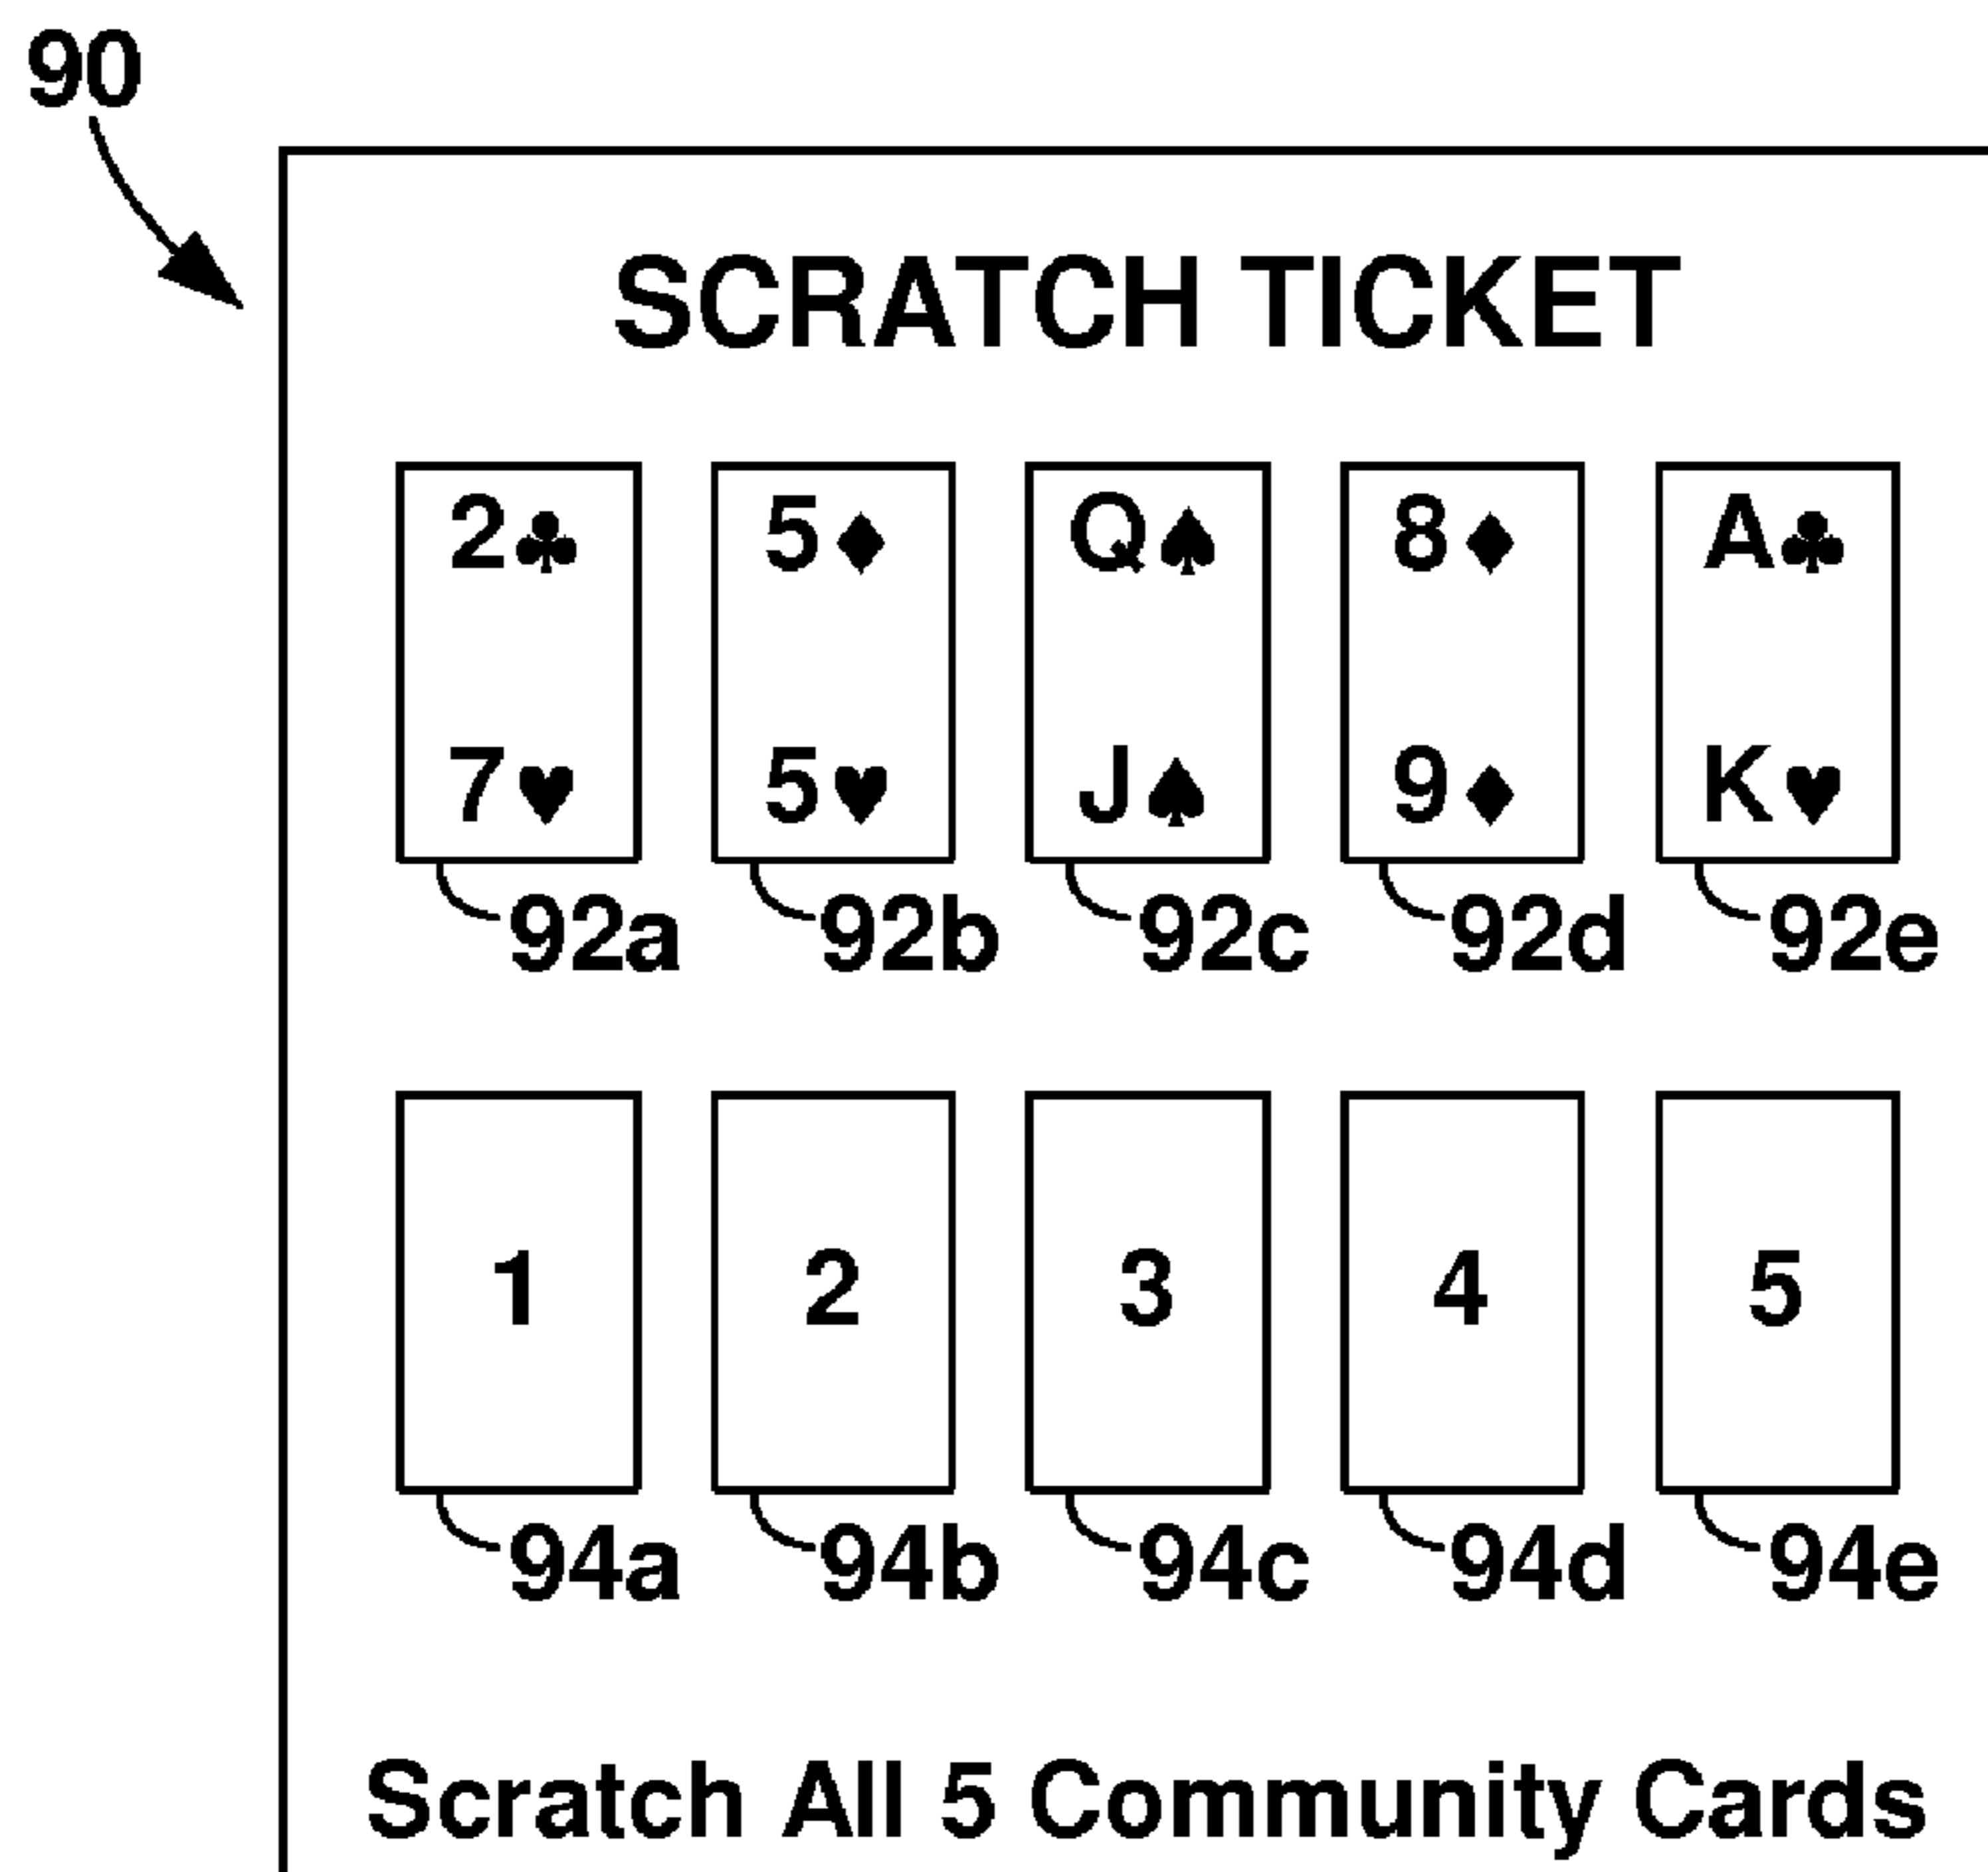 90
SCRATCH TICKET
2♣ 5♦ Q♠ 8♦ A♣
7♥ 5♥ J♠ 9♦ K♥
92a 92b 92c 92d 92e
1 2 3 4 5
94a 94b 94c 94d 94e
Scratch All 5 Community Cards